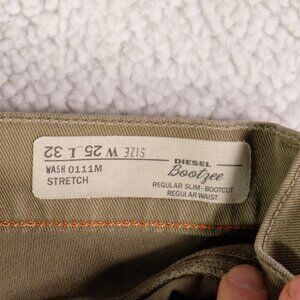 SIZE W 25 L 32
WASH 0111M
STRETCH
DIESEL
Bootzee
REGULAR SLIM-BOOTCUT
REGULAR WAIST